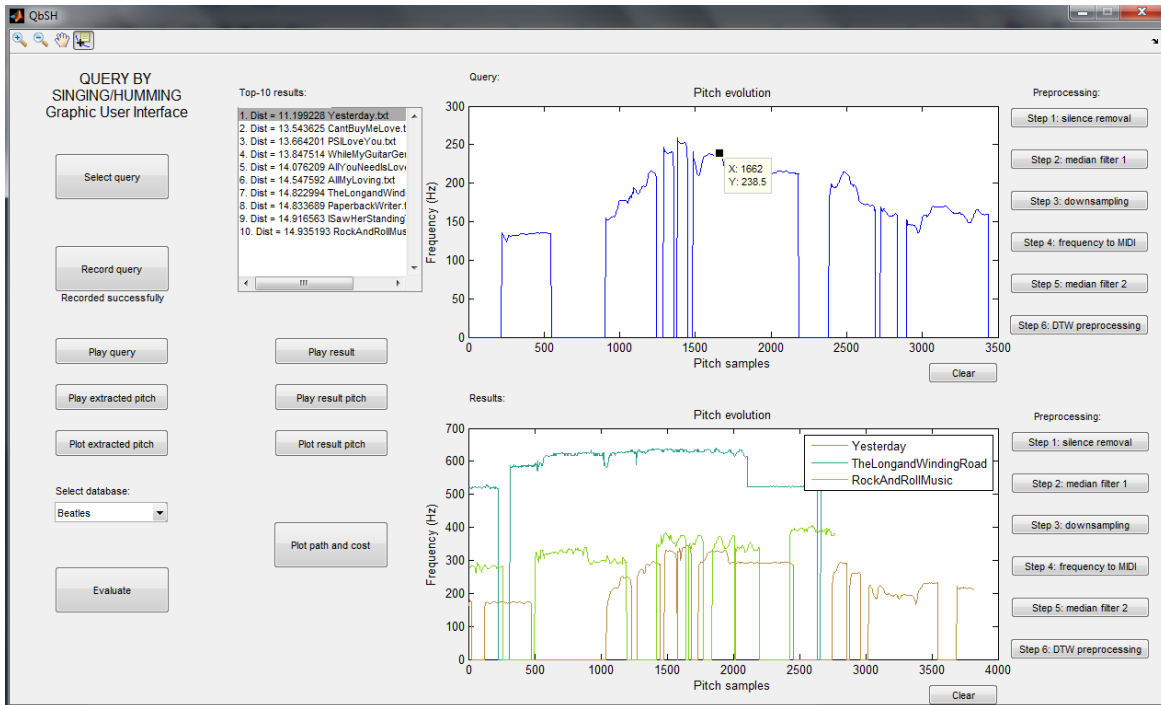 QbSH
QUERY BY
SINGING/HUMMING
Graphic User Interface
Select query
Record query
Recorded successfully
Play query
Play extracted pitch
Plot extracted pitch
Select database:
Beatles
Evaluate
Top-10 results:
1. Dist = 11.199228 Yesterday.txt
2. Dist = 13.543625 CantBuyMeLove.t
3. Dist = 13.664201 PSILoveYou.txt
4. Dist = 13.847514 WhileMyGuitarGer
5. Dist = 14.076209 AllYouNeedIsLove
6. Dist = 14.547592 AllMyLoving.txt
7. Dist = 14.822994 TheLongandWind
8. Dist = 14.833689 PaperbackWriter.t
9. Dist = 14.916563 ISawHerStanding
10. Dist = 14.935193 RockAndRollMus
Play result
Play result pitch
Plot result pitch
Plot path and cost
Query:
Pitch evolution
Frequency (Hz)
300
250
200
150
100
50
0
X: 1662
Y: 238.5
0 500 1000 1500 2000 2500 3000 3500
Pitch samples
Clear
Preprocessing:
Step 1: silence removal
Step 2: median filter 1
Step 3: downsampling
Step 4: frequency to MIDI
Step 5: median filter 2
Step 6: DTW preprocessing
Results:
Pitch evolution
Frequency (Hz)
700
600
500
400
300
200
100
0
Yesterday
TheLongandWindingRoad
RockAndRollMusic
0 500 1000 1500 2000 2500 3000 3500 4000
Pitch samples
Clear
Preprocessing:
Step 1: silence removal
Step 2: median filter 1
Step 3: downsampling
Step 4: frequency to MIDI
Step 5: median filter 2
Step 6: DTW preprocessing